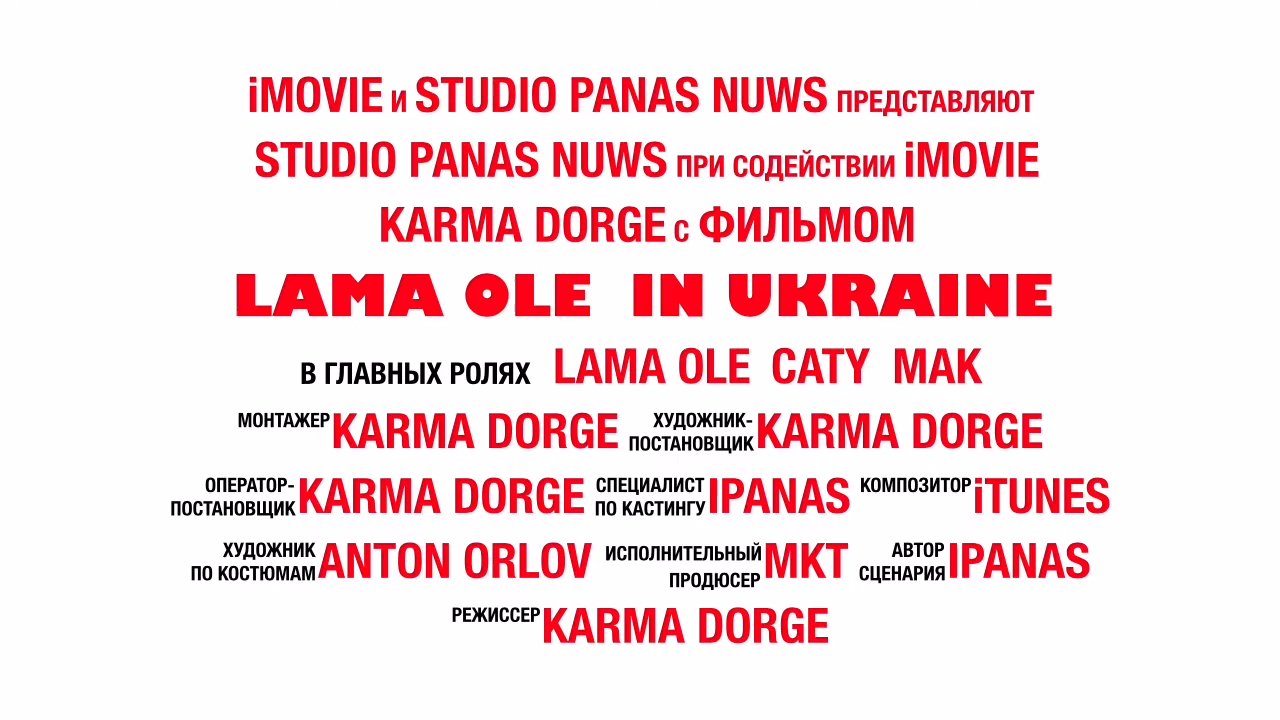 iMOVIE и STUDIO PANAS NUWS ПРЕДСТАВЛЯЮТ
STUDIO PANAS NUWS ПРИ СОДЕЙСТВИИ iMOVIE
KARMA DORGE С ФИЛЬМОМ
LAMA OLE IN UKRAINE
В ГЛАВНЫХ РОЛЯХ LAMA OLE CATY MAK
МОНТАЖЕР KARMA DORGE ХУДОЖНИК-ПОСТАНОВЩИК KARMA DORGE
ОПЕРАТОР-ПОСТАНОВЩИК KARMA DORGE СПЕЦИАЛИСТ ПО КАСТИНГУ IPANAS КОМПОЗИТОР iTUNES
ХУДОЖНИК ПО КОСТЮМАМ ANTON ORLOV ИСПОЛНИТЕЛЬНЫЙ ПРОДЮСЕР MKT АВТОР СЦЕНАРИЯ IPANAS
РЕЖИССЕР KARMA DORGE